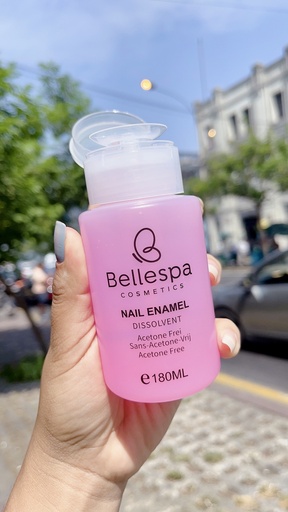 Bellespa
COSMETICS
NAIL ENAMEL
DISSOLVENT
Acetone Frei
Sans-Acetone-Vrij
Acetone Free
℮180ML